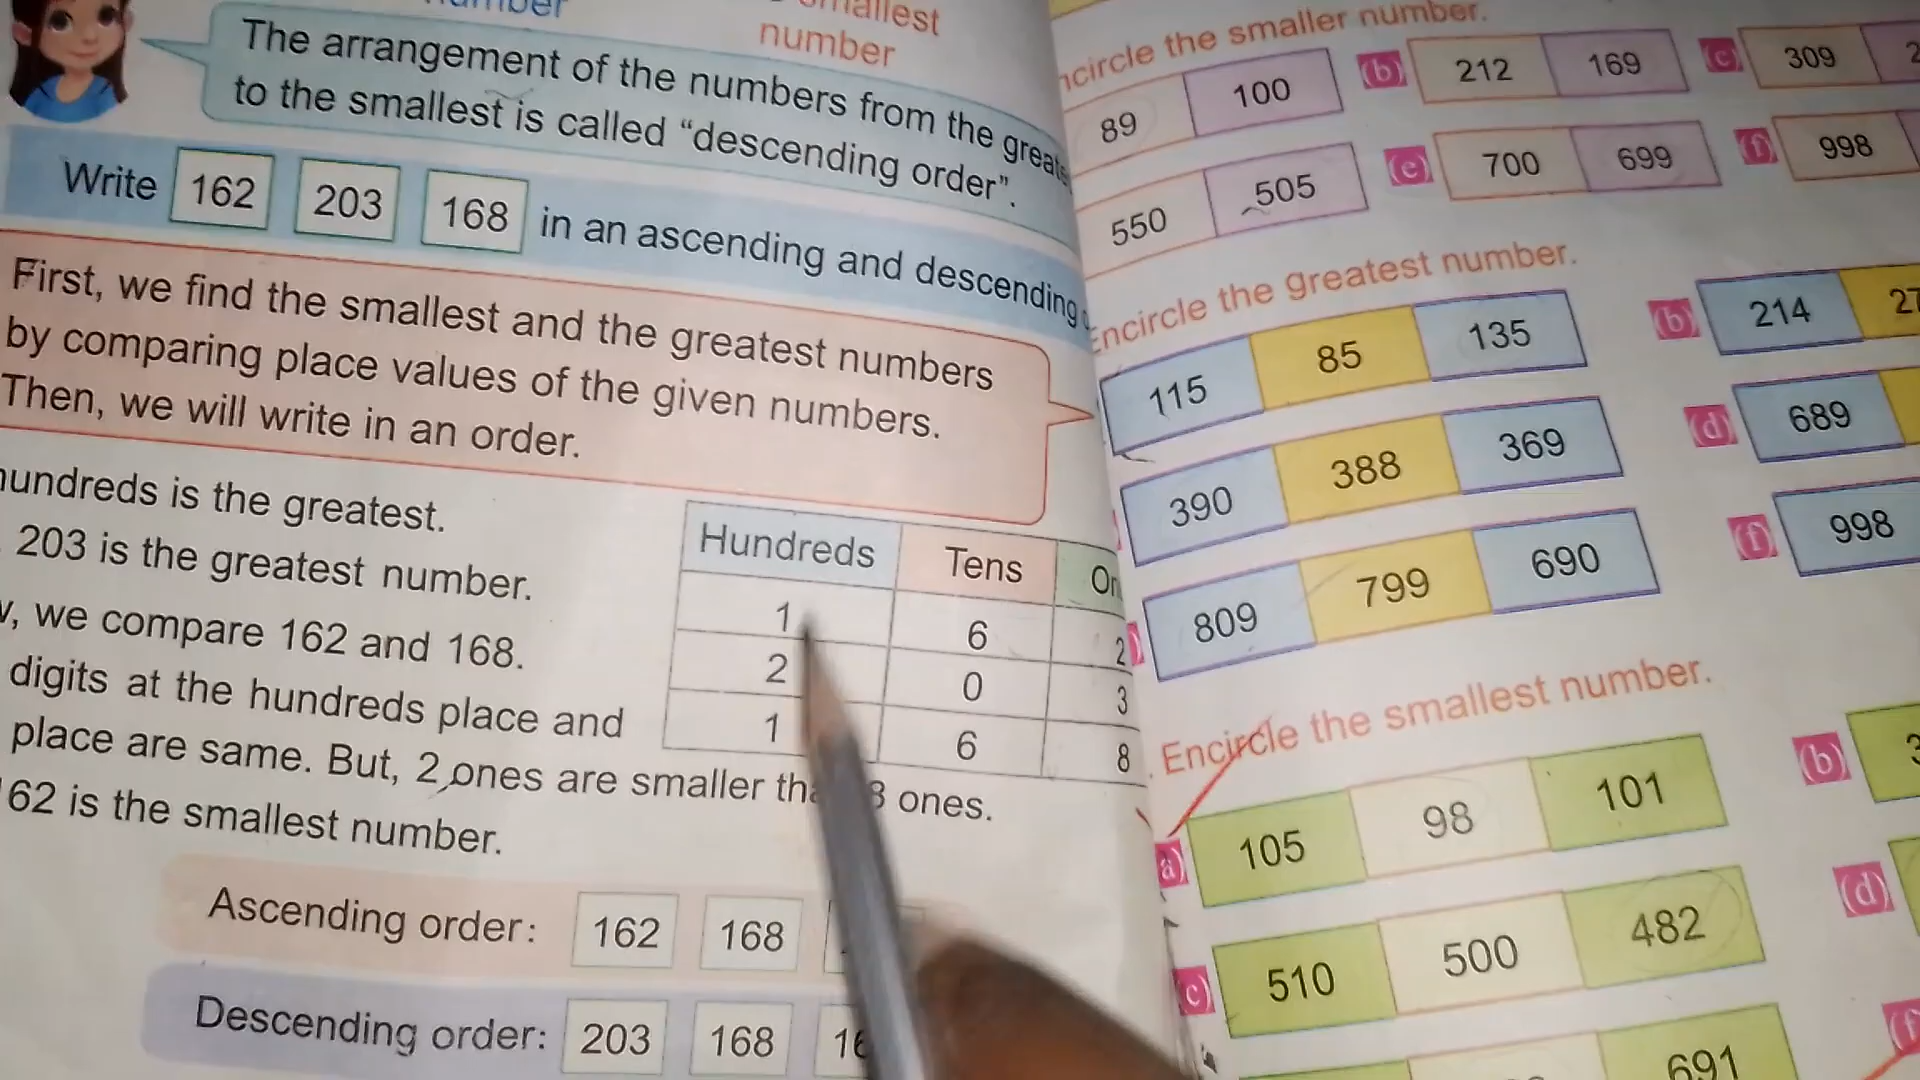 number
smallest
number
The arrangement of the numbers from the
to the smallest is called “descending order”.
Write 162 203 168 in an ascending and descending
First, we find the smallest and the greatest numbers
by comparing place values of the given numbers.
Then, we will write in an order.
hundreds is the greatest.
203 is the greatest number.
we compare 162 and 168.
digits at the hundreds place and
place are same. But, 2 ones are smaller than 8 ones.
162 is the smallest number.
Hundreds Tens
1 6 2
2 0 3
1 6 8
Ascending order: 162 168
Descending order: 203 168
Encircle the smaller number.
89 100 (b) 212 169 (c) 309
550 505 (e) 700 699 (f) 998
Encircle the greatest number.
115 85 135 (b) 214
390 388 369 (d) 689
809 799 690 (f) 998
Encircle the smallest number.
(a) 105 98 101 (b)
(c) 510 500 482 (d)
691 (f)